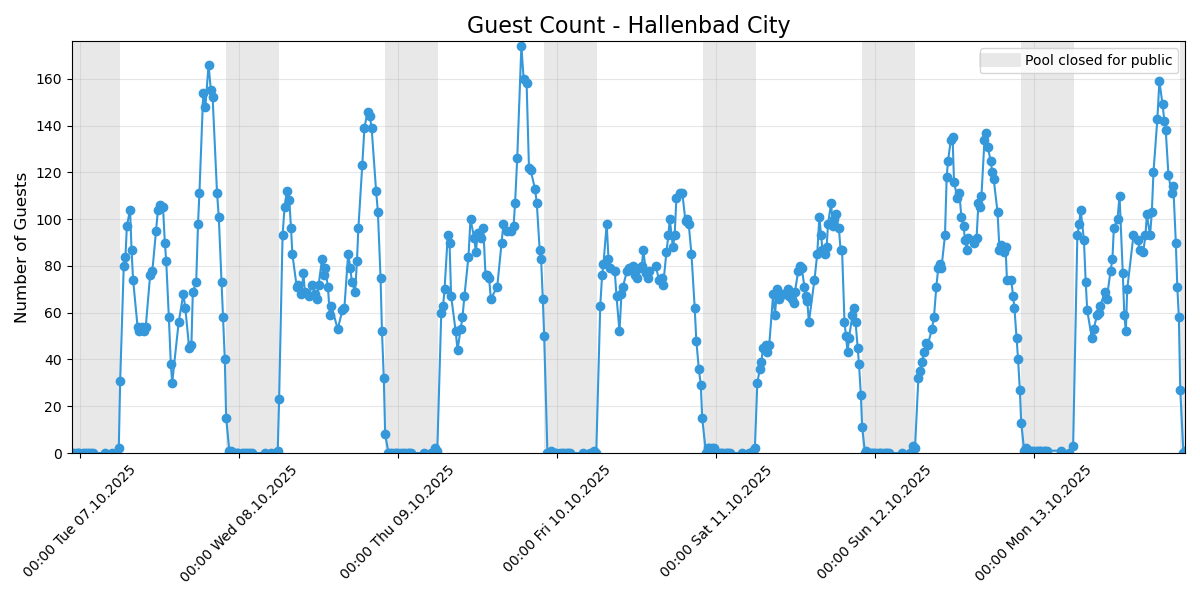 Guest Count - Hallenbad City
Pool closed for public
Number of Guests
160
140
120
100
80
60
40
20
0
00:00 Tue 07.10.2025
00:00 Wed 08.10.2025
00:00 Thu 09.10.2025
00:00 Fri 10.10.2025
00:00 Sat 11.10.2025
00:00 Sun 12.10.2025
00:00 Mon 13.10.2025